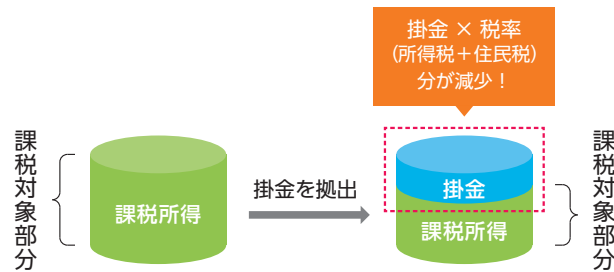 掛金 × 税率
(所得税＋住民税)
分が減少！
課税対象部分
課税所得
掛金を拠出
掛金
課税所得
課税対象部分